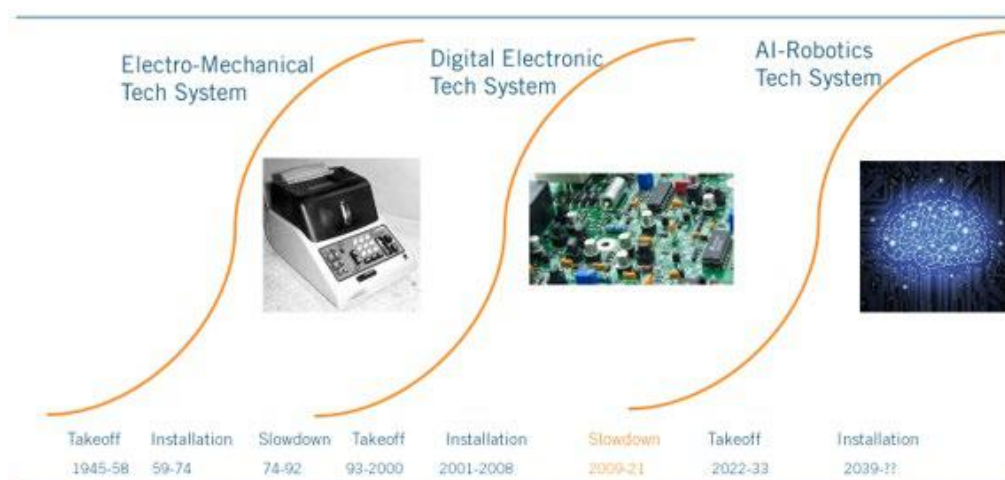 Electro-Mechanical
Tech System
Digital Electronic
Tech System
AI-Robotics
Tech System
Takeoff Installation Slowdown Takeoff Installation Slowdown Takeoff Installation
1945-58 59-74 74-92 93-2000 2001-2008 2009-21 2022-33 2039-??